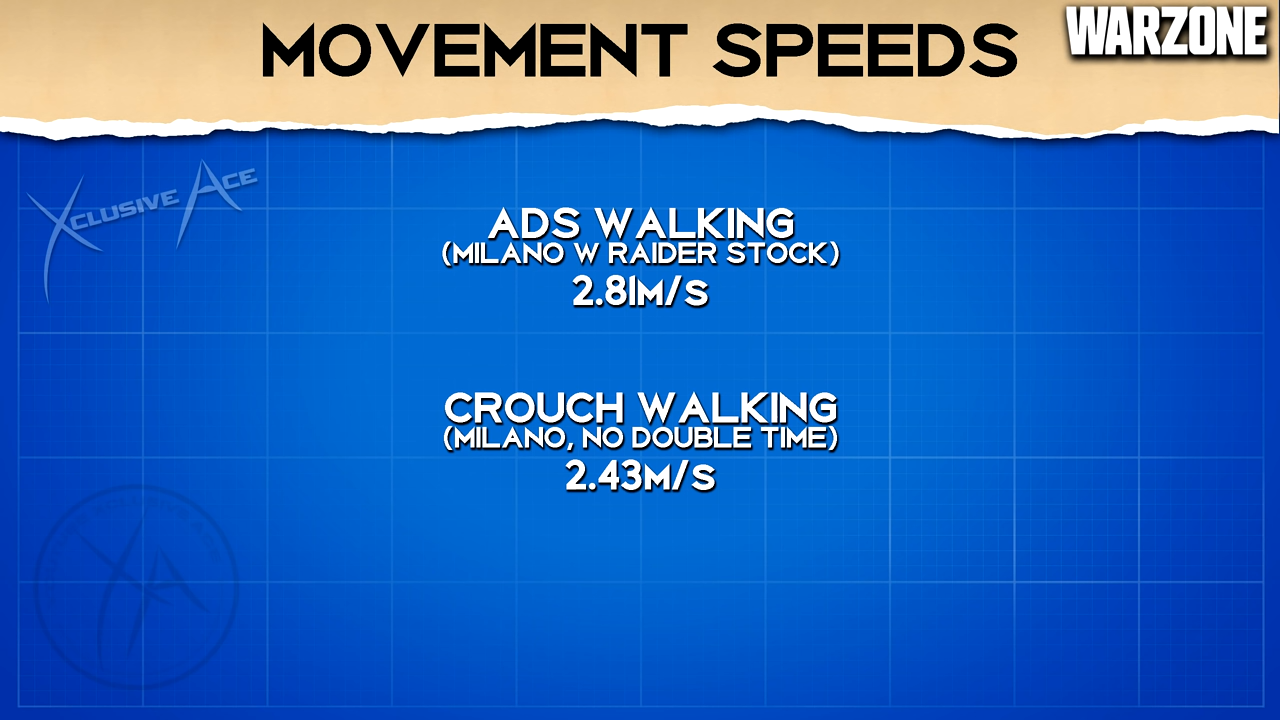 MOVEMENT SPEEDS
WARZONE
XCLUSIVE ACE
ADS WALKING
(MILANO W RAIDER STOCK)
2.81M/S
CROUCH WALKING
(MILANO, NO DOUBLE TIME)
2.43M/S
XA